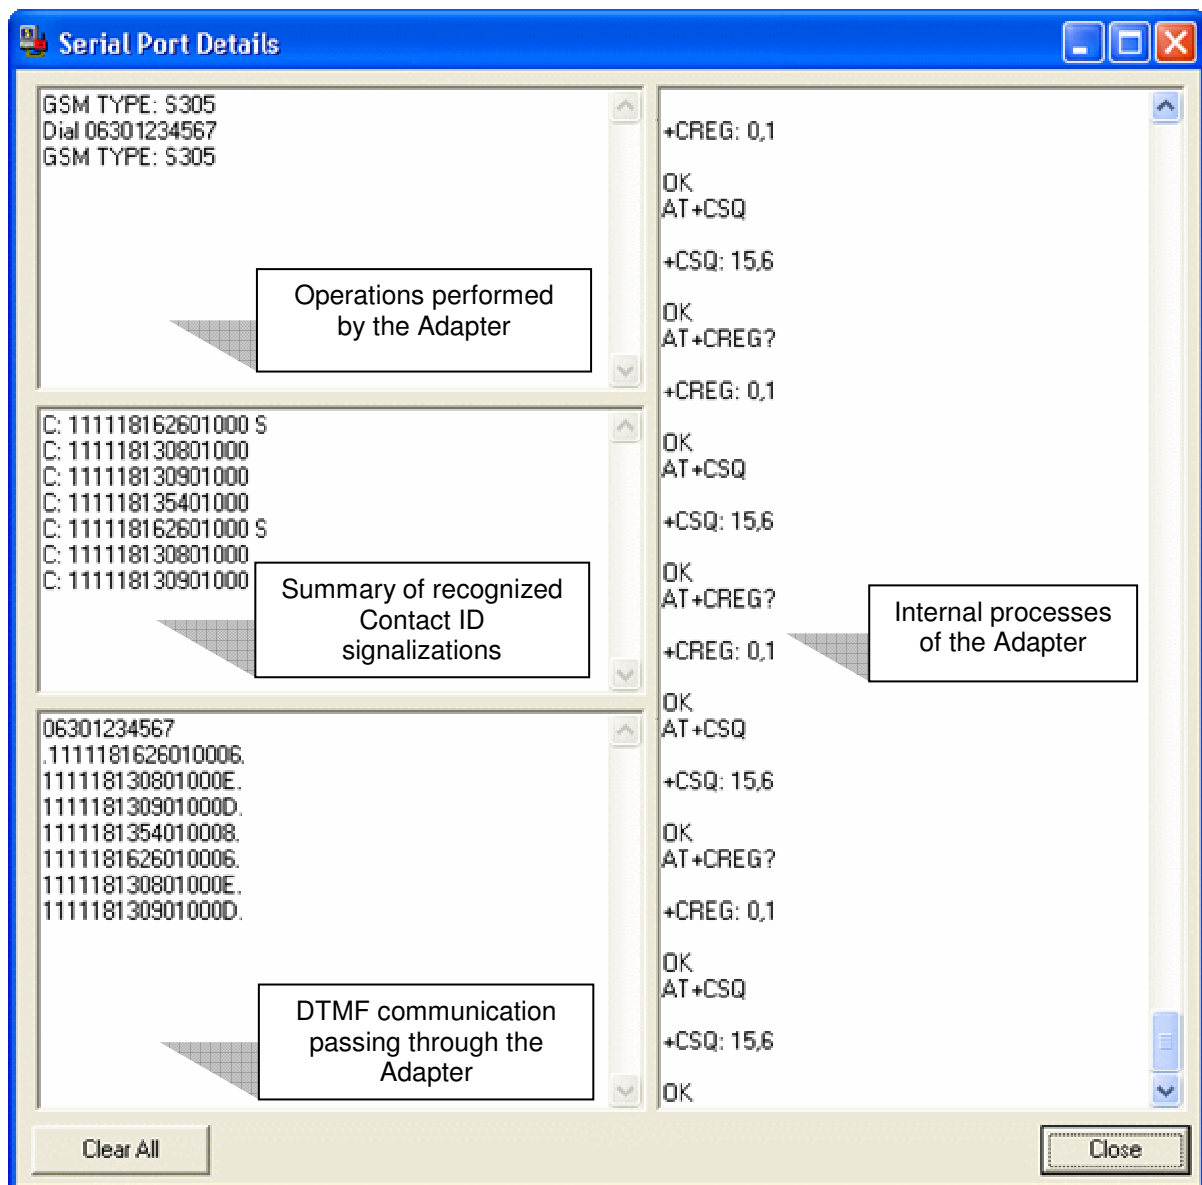 Serial Port Details
GSM TYPE: S305
Dial 06301234567
GSM TYPE: S305
Operations performed
by the Adapter
C: 111118162601000 S
C: 111118130801000
C: 111118130901000
C: 111118135401000
C: 111118162601000 S
C: 111118130801000
C: 111118130901000
Summary of recognized
Contact ID
signalizations
06301234567
.1111181626010006.
111118130801000E.
111118130901000D.
1111181354010008.
1111181626010006.
111118130801000E.
111118130901000D.
DTMF communication
passing through the
Adapter
+CREG: 0,1
OK
AT+CSQ
+CSQ: 15,6
OK
AT+CREG?
+CREG: 0,1
OK
AT+CSQ
+CSQ: 15,6
OK
AT+CREG?
+CREG: 0,1
OK
AT+CSQ
+CSQ: 15,6
OK
AT+CREG?
+CREG: 0,1
OK
AT+CSQ
+CSQ: 15,6
OK
Internal processes
of the Adapter
Clear All
Close